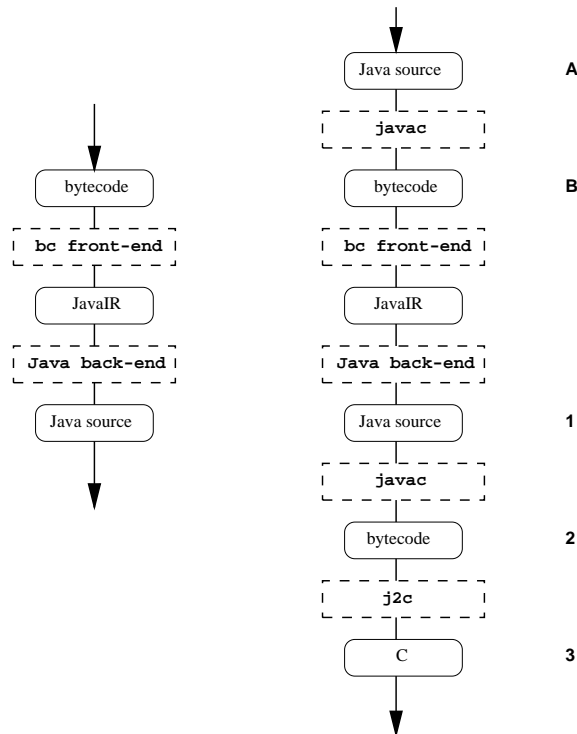 bytecode
bc front-end
JavaIR
Java back-end
Java source
Java source A
javac
bytecode B
bc front-end
JavaIR
Java back-end
Java source 1
javac
bytecode 2
j2c
C 3